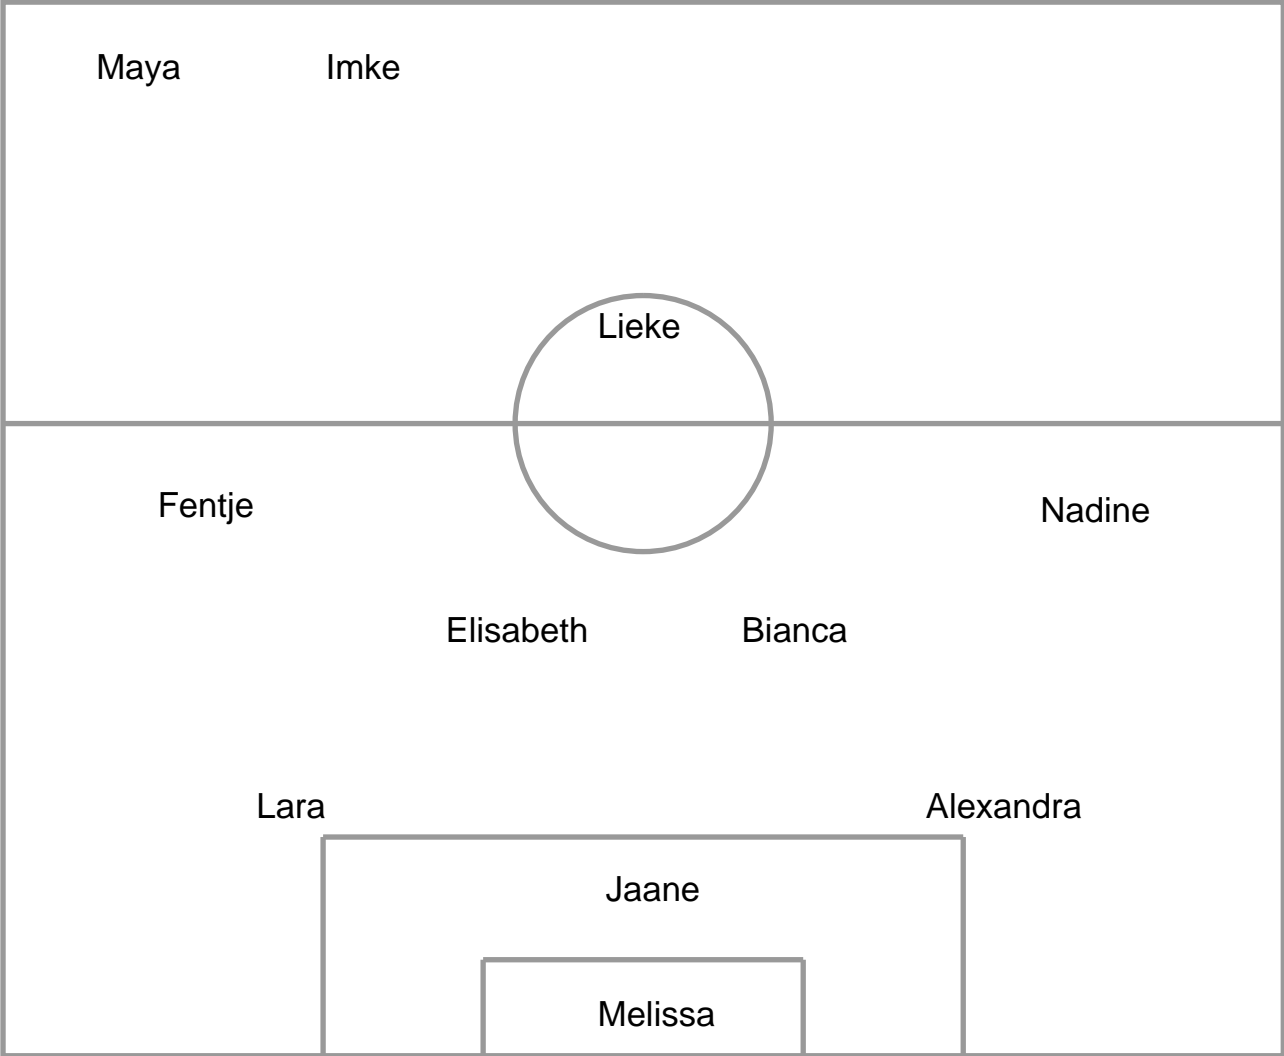 Maya Imke
Lieke
Fentje Nadine
Elisabeth Bianca
Lara Alexandra
Jaane
Melissa